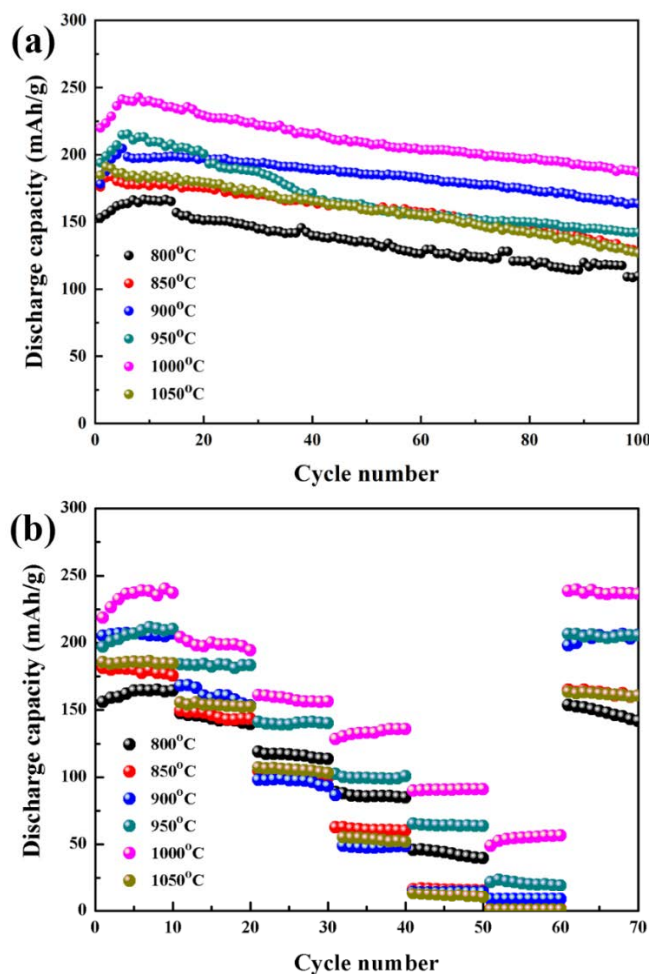 (a)
Discharge capacity (mAh/g)
300
250
200
150
100
50
0
800°C
850°C
900°C
950°C
1000°C
1050°C
0 20 40 60 80 100
Cycle number
(b)
Discharge capacity (mAh/g)
300
250
200
150
100
50
0
800°C
850°C
900°C
950°C
1000°C
1050°C
0 10 20 30 40 50 60 70
Cycle number